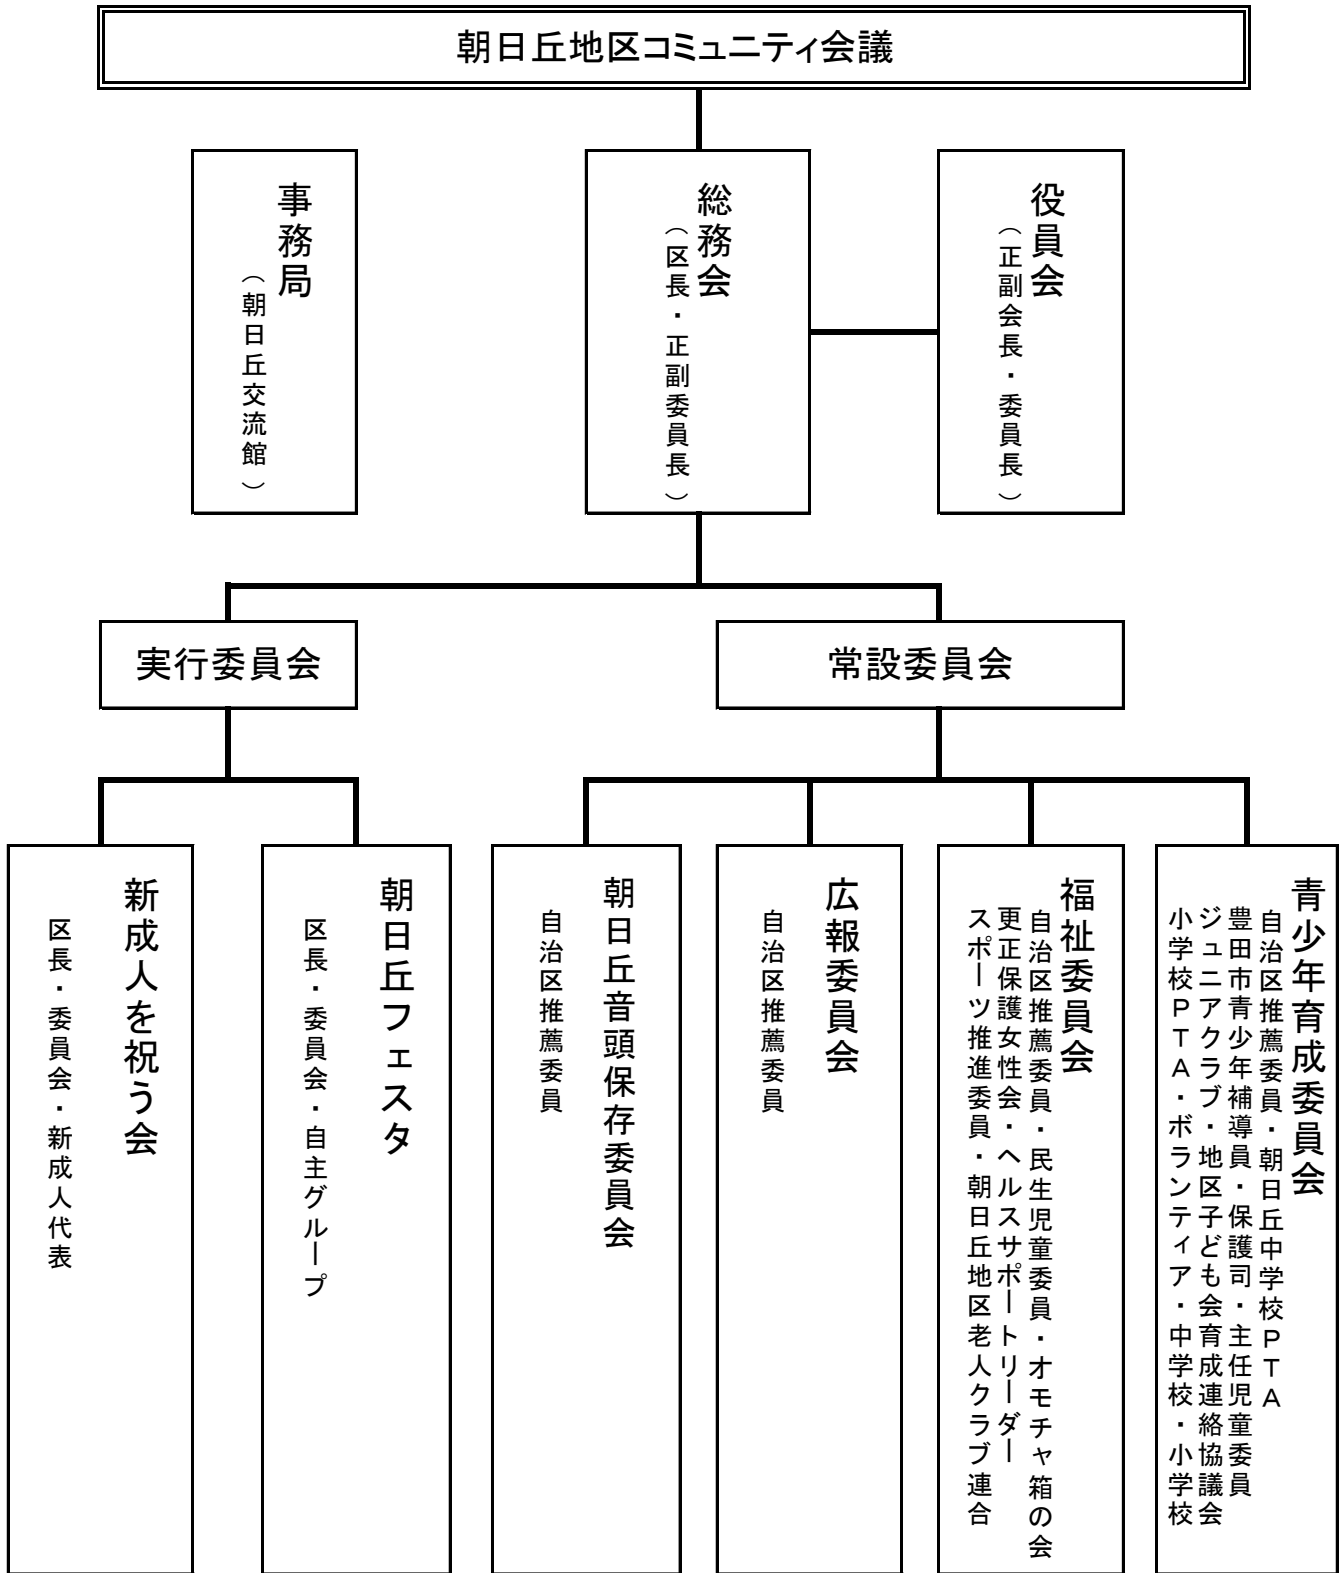 朝日丘地区コミュニティ会議
役員会
（正副会長・委員長）
総務会
（区長・正副委員長）
事務局
（朝日丘交流館）
実行委員会
常設委員会
青少年育成委員会
自治区推薦委員・朝日丘中学校ＰＴＡ
豊田市青少年補導員・保護司・主任児童委員
ジュニアクラブ・地区子ども会育成連絡協議会
小学校ＰＴＡ・ボランティア・中学校・小学校
福祉委員会
自治区推薦委員・民生児童委員・オモチャ箱の会
更正保護女性会・ヘルスサポートリーダー
スポーツ推進委員・朝日丘地区老人クラブ連合
広報委員会
自治区推薦委員
朝日丘音頭保存委員会
自治区推薦委員
朝日丘フェスタ
区長・委員会・自主グループ
新成人を祝う会
区長・委員会・新成人代表